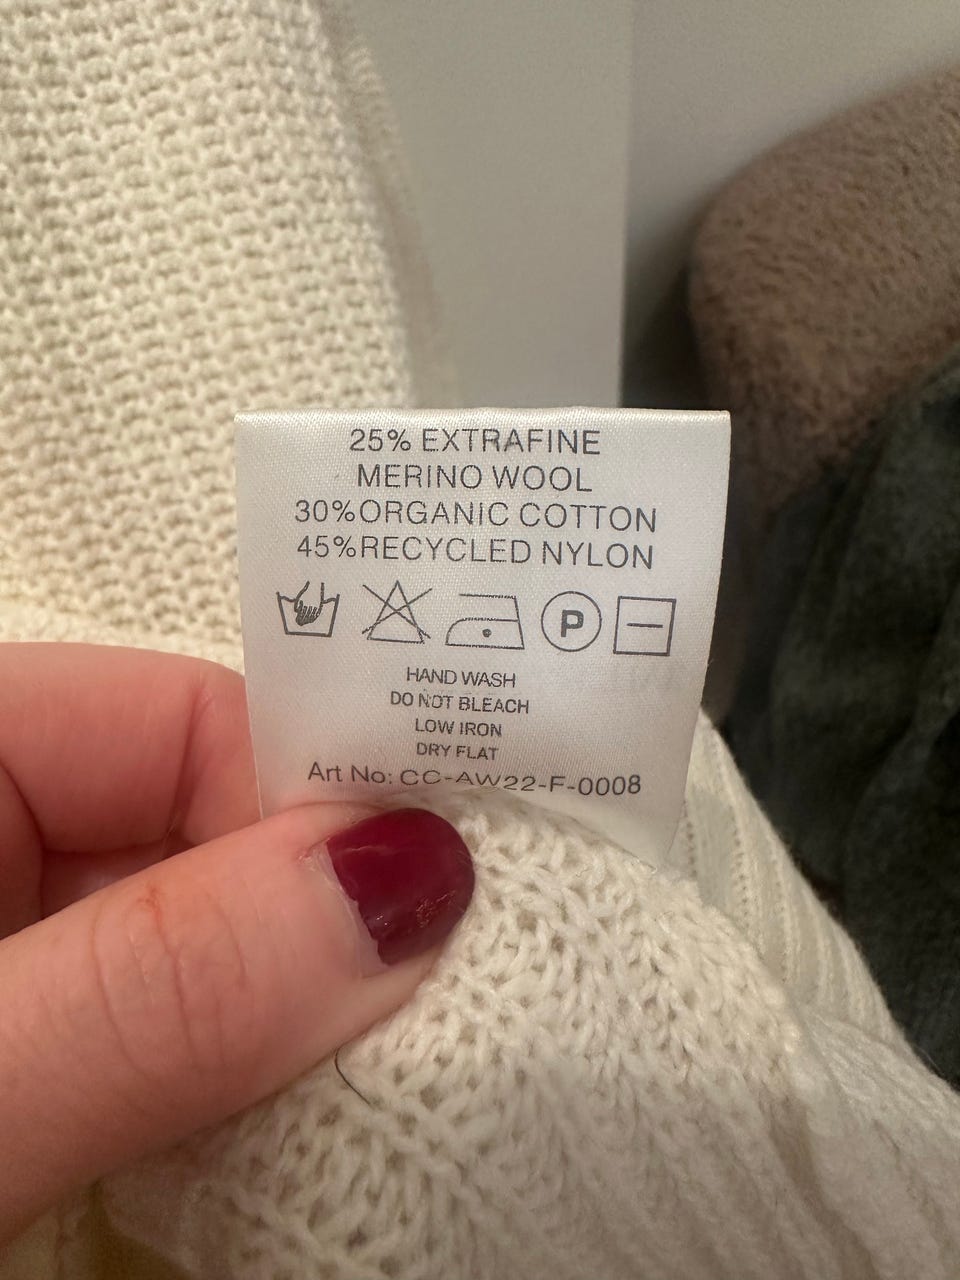 25% EXTRAFINE
MERINO WOOL
30%ORGANIC COTTON
45%RECYCLED NYLON
P
HAND WASH
DO NOT BLEACH
LOW IRON
DRY FLAT
Art No: CC-AW22-F-0008